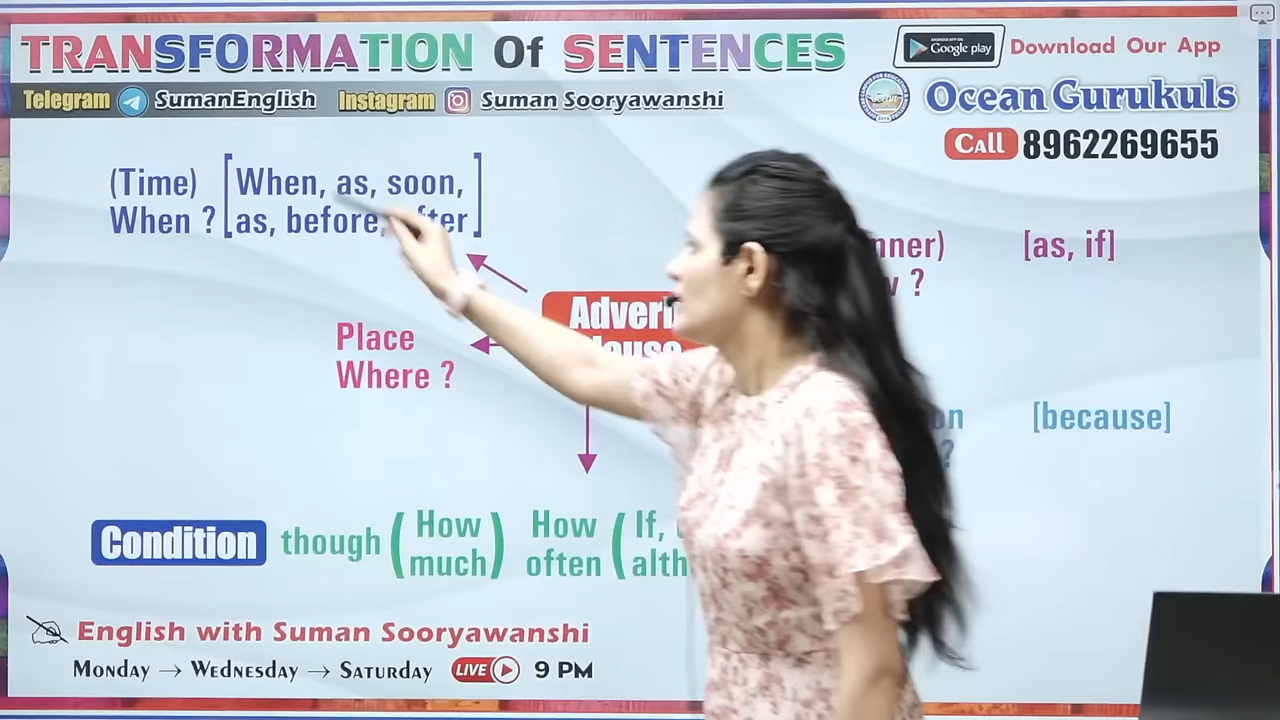 TRANSFORMATION Of SENTENCES
Google play
Download Our App
Telegram SumanEnglish Instagram Suman Sooryawanshi
Ocean Gurukuls
Call 8962269655
(Time) [When, as, soon,
When ? as, before,
[as, if]
?
Place
Where ?
[because]
?
Condition though (How much) How often (If,
English with Suman Sooryawanshi
Monday → Wednesday → Saturday LIVE 9 PM